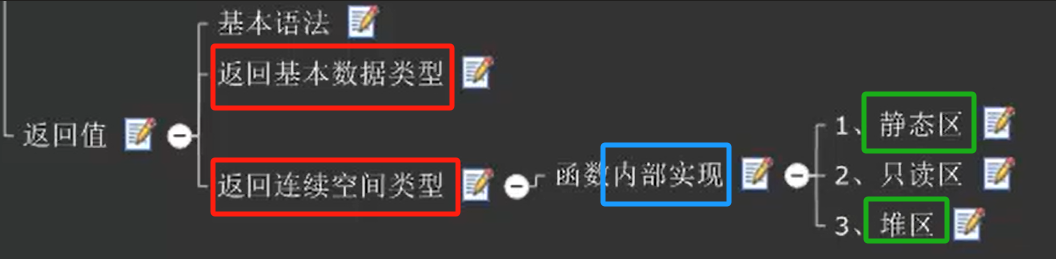 基本语法
返回基本数据类型
返回值
返回连续空间类型
函数内部实现
1、静态区
2、只读区
3、堆区